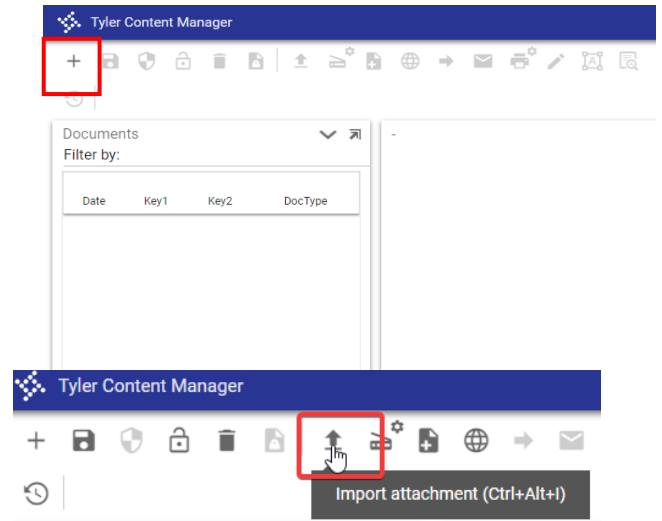 Tyler Content Manager
Documents
Filter by:
Date Key1 Key2 DocType
-
Tyler Content Manager
Import attachment (Ctrl+Alt+I)